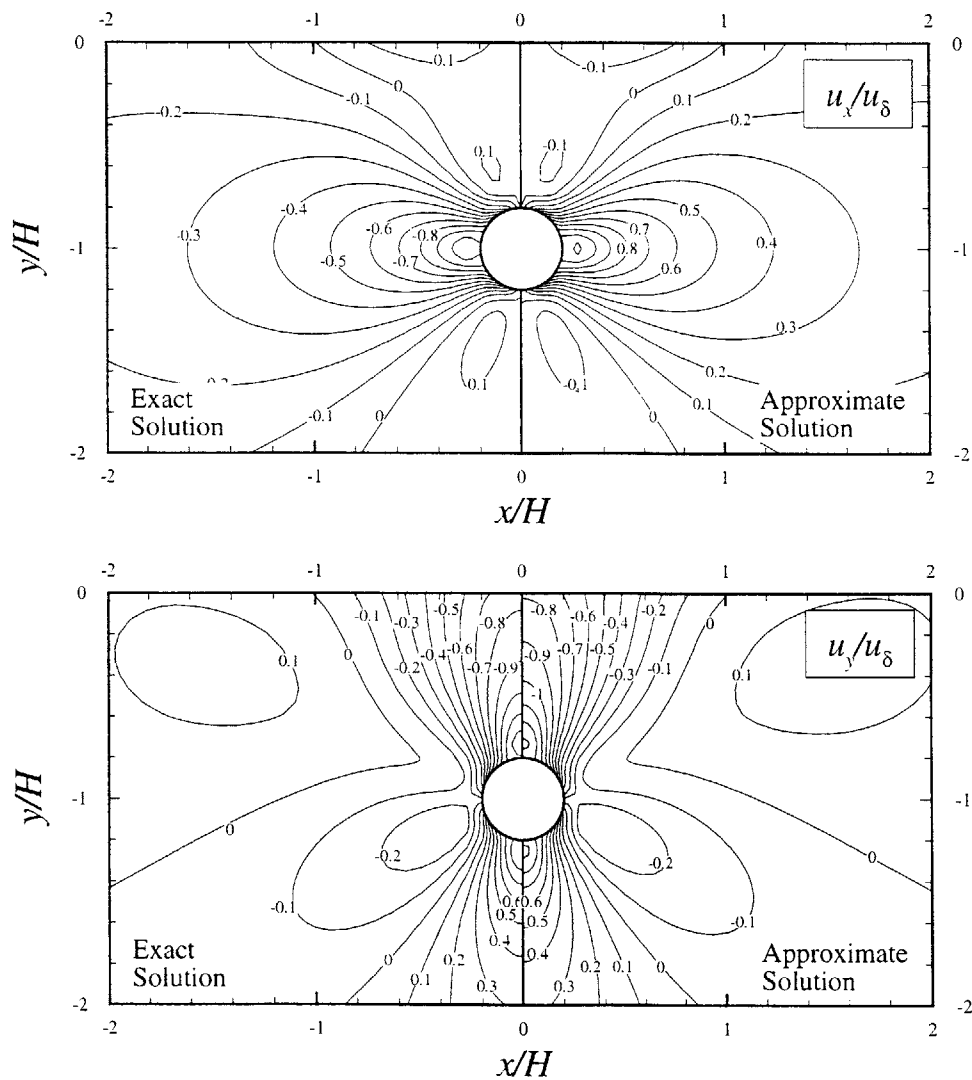 -2 -1 0 1 2
0 0
-0.1 0 -0.1 0.1 -0.1 0 0.1
-0.2 0.2
u_x/u_δ
0.1 -0.1
-0.4 -0.6 -0.8 0.7 0.5
-0.3 0.4
y/H
-1 -1
-0.5 -0.7 0.8 0.6
0.3
0.2
0.1
-0.1 0 0 0.1
Exact
Solution
Approximate
Solution
-2 -2
-2 -1 0 1 2
x/H
-2 -1 0 1 2
0 0
-0.1 -0.3 -0.5 -0.8 -0.8 -0.6 -0.4 -0.2 0
0 -0.2 -0.4 -0.6 -0.7 -0.9 -0.9 -0.7 -0.5 -0.3 -0.1
0.1 0.1
u_y/u_δ
-1
y/H
-1 -1
0 0
-0.2 -0.2
-0.1 -0.1
0.6 0.6
0.5 0.5
0.4 0.4
0 0.1 0.2 0.3 0.3 0.2 0.1 0
Exact
Solution
Approximate
Solution
-2 -2
-2 -1 0 1 2
x/H